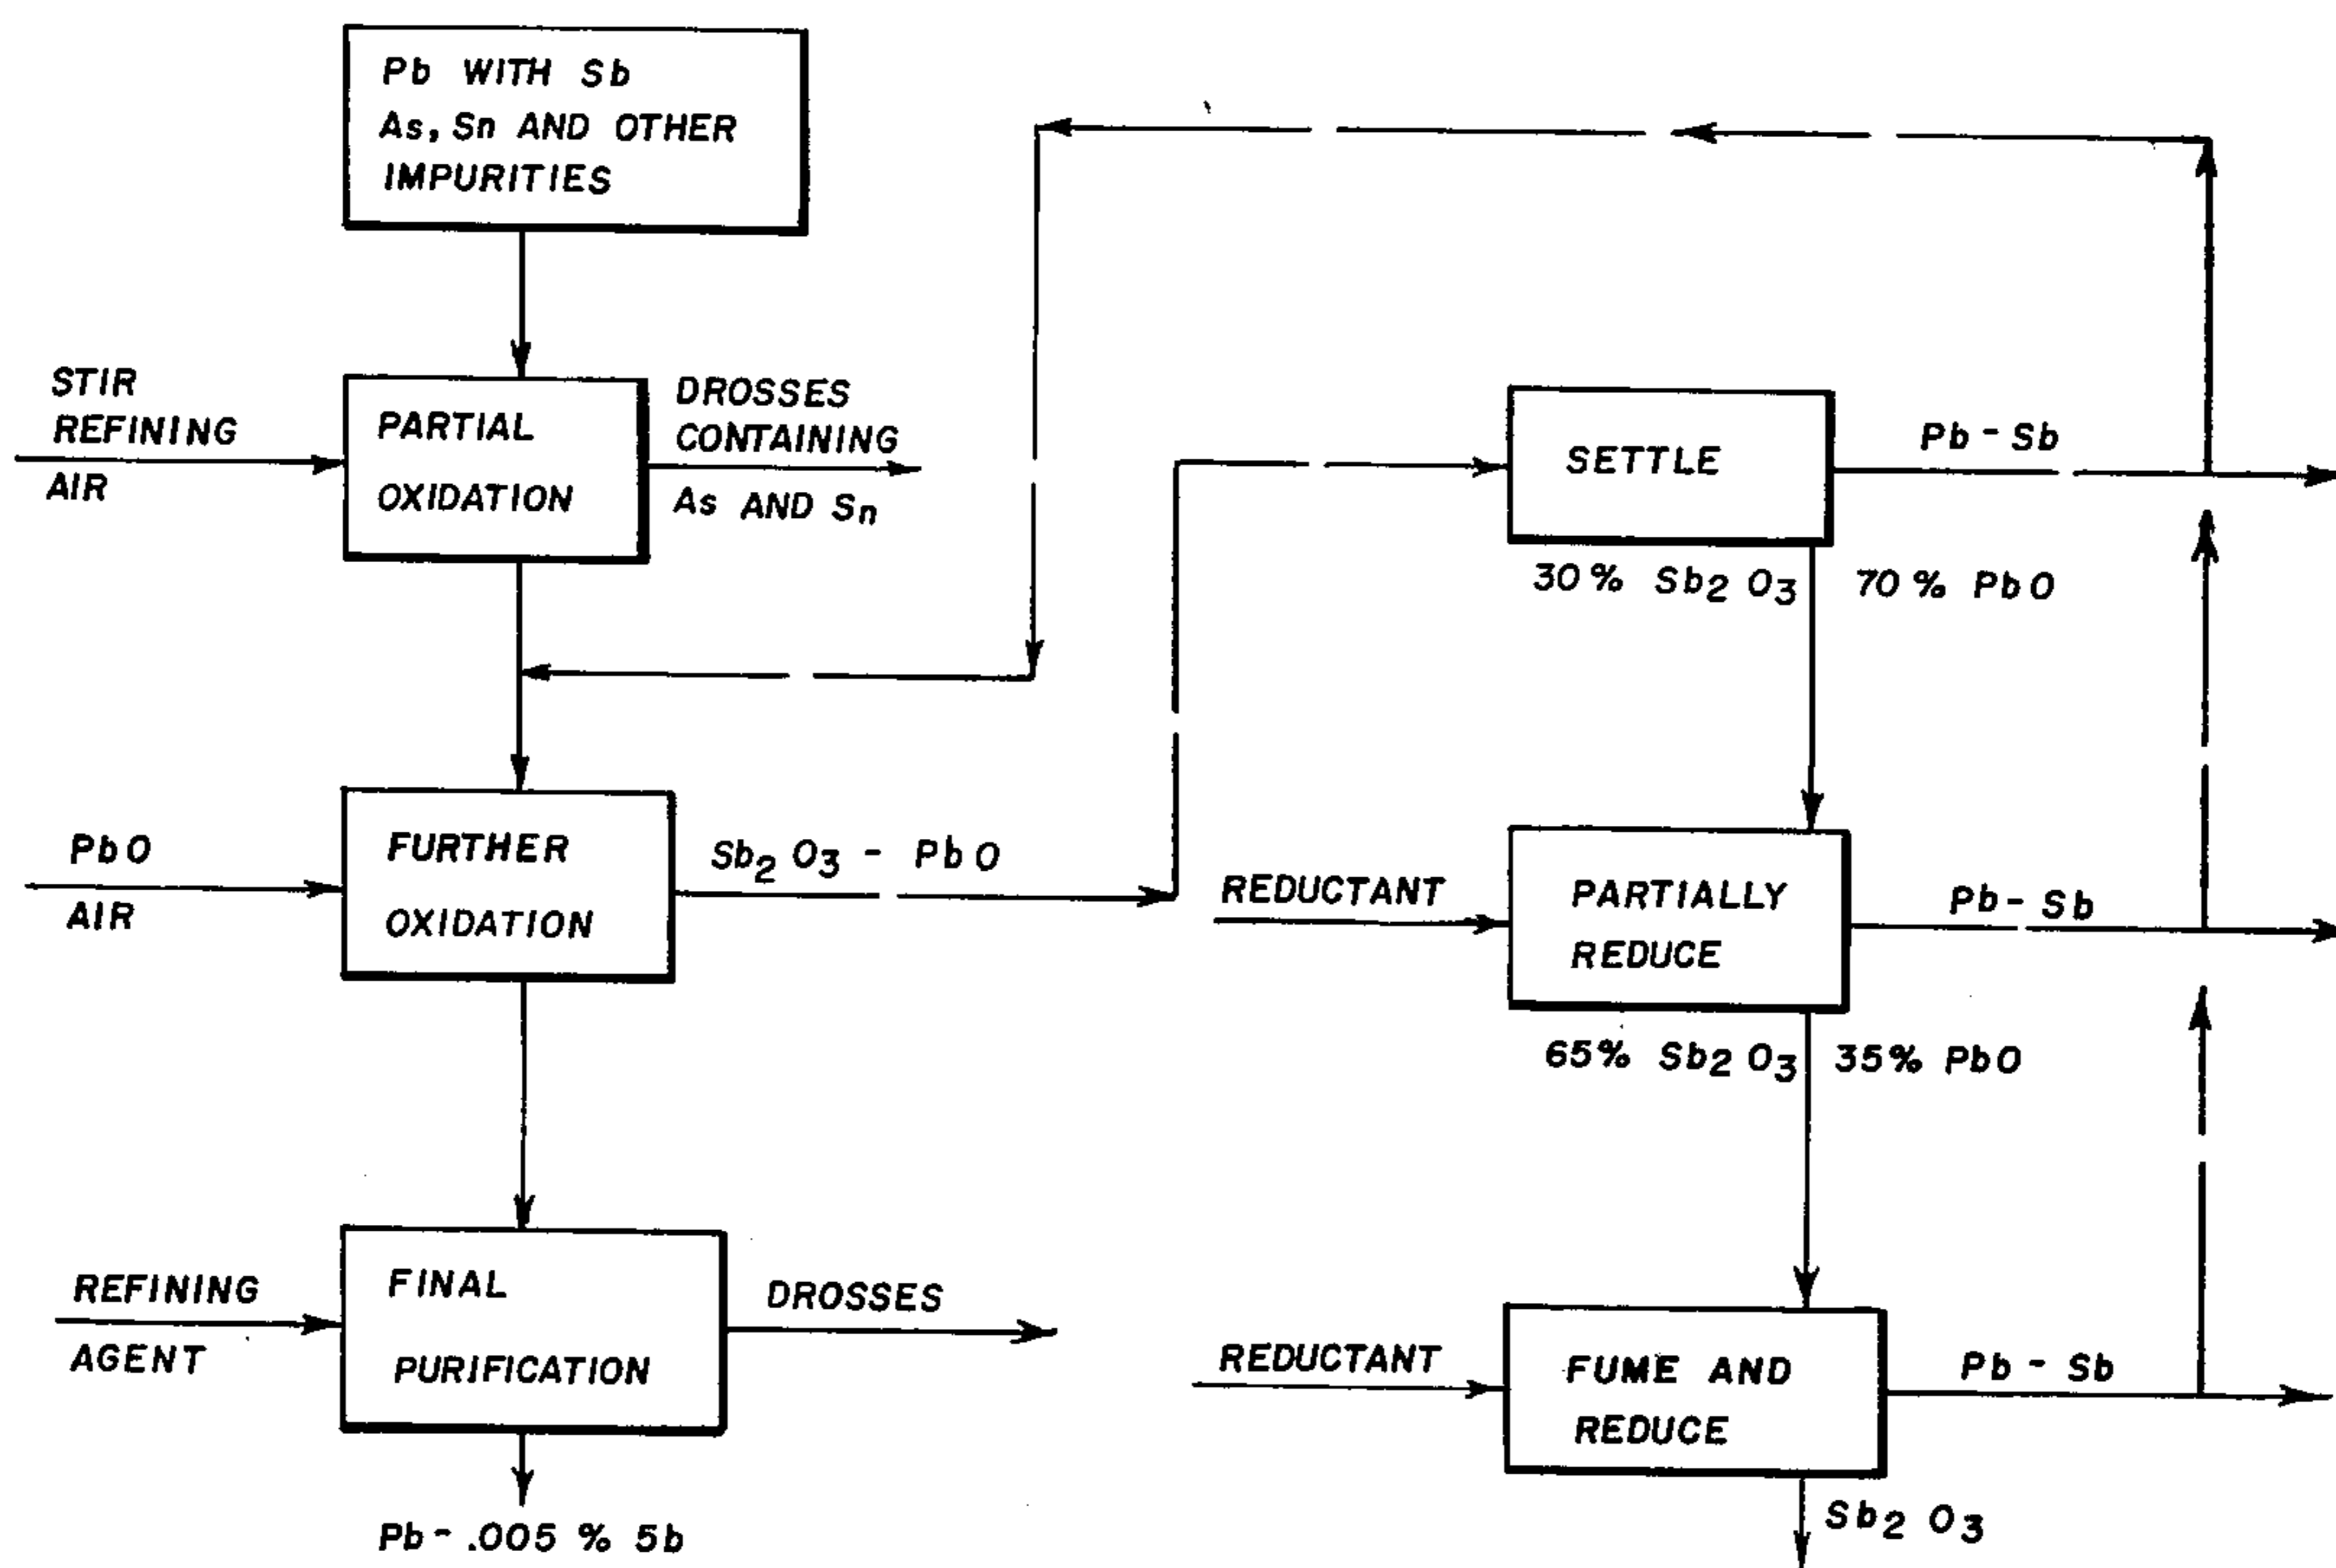 Pb WITH Sb
As, Sn AND OTHER
IMPURITIES
STIR
REFINING
AIR
PARTIAL
OXIDATION
DROSSES
CONTAINING
As AND Sn
PbO
AIR
FURTHER
OXIDATION
Sb2 O3 - PbO
REFINING
AGENT
FINAL
PURIFICATION
DROSSES
Pb - .005 % 5b
SETTLE
Pb - Sb
30 % Sb2 O3 70 % PbO
REDUCTANT
PARTIALLY
REDUCE
Pb - Sb
65% Sb2 O3 35% PbO
REDUCTANT
FUME AND
REDUCE
Pb - Sb
Sb2 O3